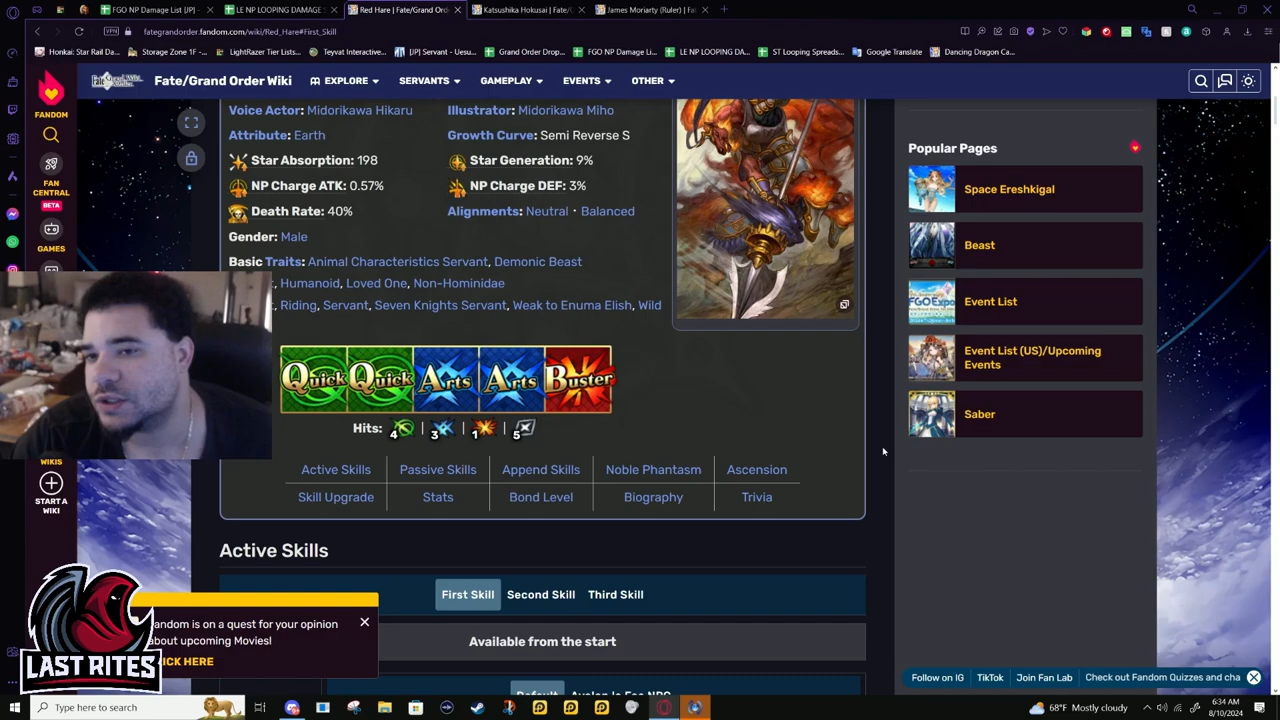 FGO NP Damage List [JP] -
LE NP LOOPING DAMAGE
Red Hare | Fate/Grand Ord
Katsushika Hokusai | Fate/
James Moriarty (Ruler) | Fa
VPN
fategrandorder.fandom.com/wiki/Red_Hare#First_Skill
Honkai: Star Rail Da...
Storage Zone 1F -...
LightRazer Tier Lists...
Teyvat Interactive...
[JP] Servant - Uesu...
Grand Order Drop...
FGO NP Damage Li...
LE NP LOOPING DA...
ST Looping Spreads...
Google Translate
Dancing Dragon Ca...
FANDOM
Fate/Grand Order Wiki
EXPLORE
SERVANTS
GAMEPLAY
EVENTS
OTHER
FAN
CENTRAL
BETA
GAMES
WIKIS
START A
WIKI
Voice Actor: Midorikawa Hikaru
Illustrator: Midorikawa Miho
Attribute: Earth
Growth Curve: Semi Reverse S
Star Absorption: 198
Star Generation: 9%
NP Charge ATK: 0.57%
NP Charge DEF: 3%
Death Rate: 40%
Alignments: Neutral・Balanced
Gender: Male
Basic Traits: Animal Characteristics Servant, Demonic Beast
, Humanoid, Loved One, Non-Hominidae
, Riding, Servant, Seven Knights Servant, Weak to Enuma Elish, Wild
Quick Quick Arts Arts Buster
Hits: 4 | 3 | 1 | 5
Active Skills
Passive Skills
Append Skills
Noble Phantasm
Ascension
Skill Upgrade
Stats
Bond Level
Biography
Trivia
Active Skills
First Skill
Second Skill
Third Skill
Available from the start
Default
Avalon le Fae NPC
Popular Pages
Space Ereshkigal
Beast
Event List
Event List (US)/Upcoming
Events
Saber
andom is on a quest for your opinion
about upcoming Movies!
ICK HERE
LAST RITES
Follow on IG
TikTok
Join Fan Lab
Check out Fandom Quizzes and cha
Type here to search
68°F Mostly cloudy
6:34 AM
8/10/2024